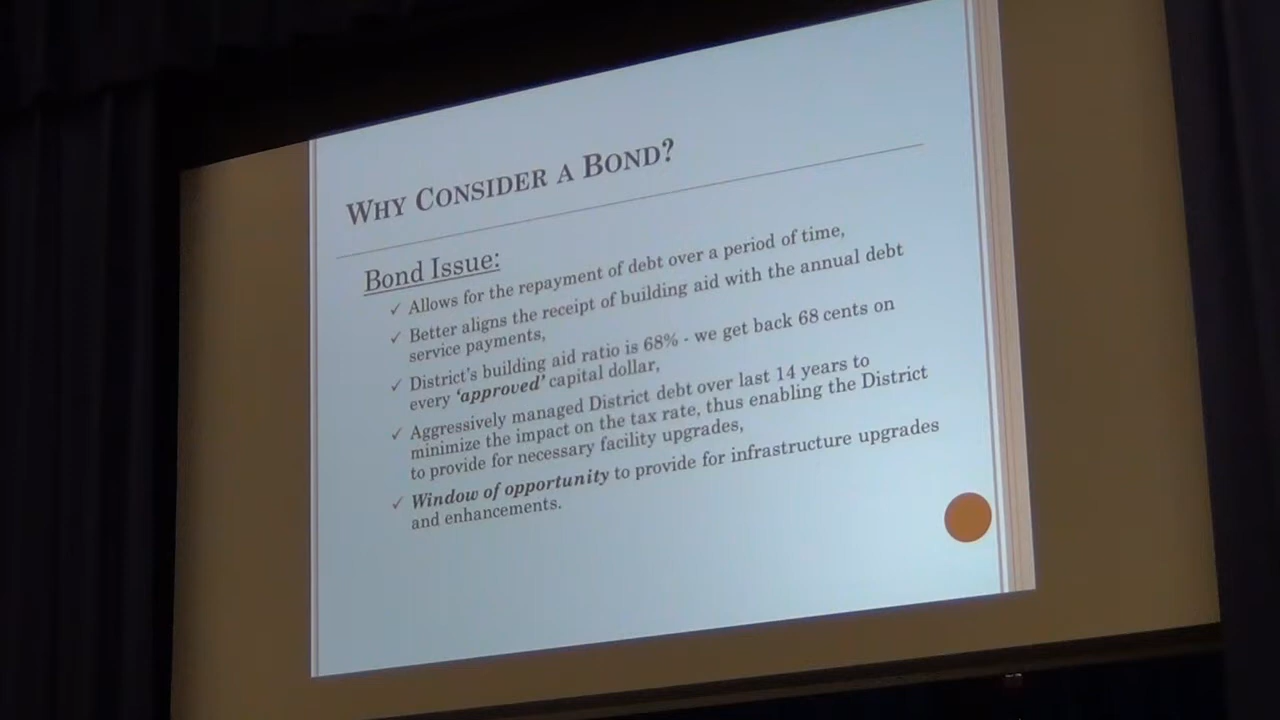 WHY CONSIDER A BOND?
Bond Issue:
✓ Allows for the repayment of debt over a period of time,
✓ Better aligns the receipt of building aid with the annual debt
service payments,
✓ District's building aid ratio is 68% - we get back 68 cents on
every 'approved' capital dollar,
✓ Aggressively managed District debt over last 14 years to
minimize the impact on the tax rate, thus enabling the District
to provide for necessary facility upgrades,
✓ Window of opportunity to provide for infrastructure upgrades
and enhancements.